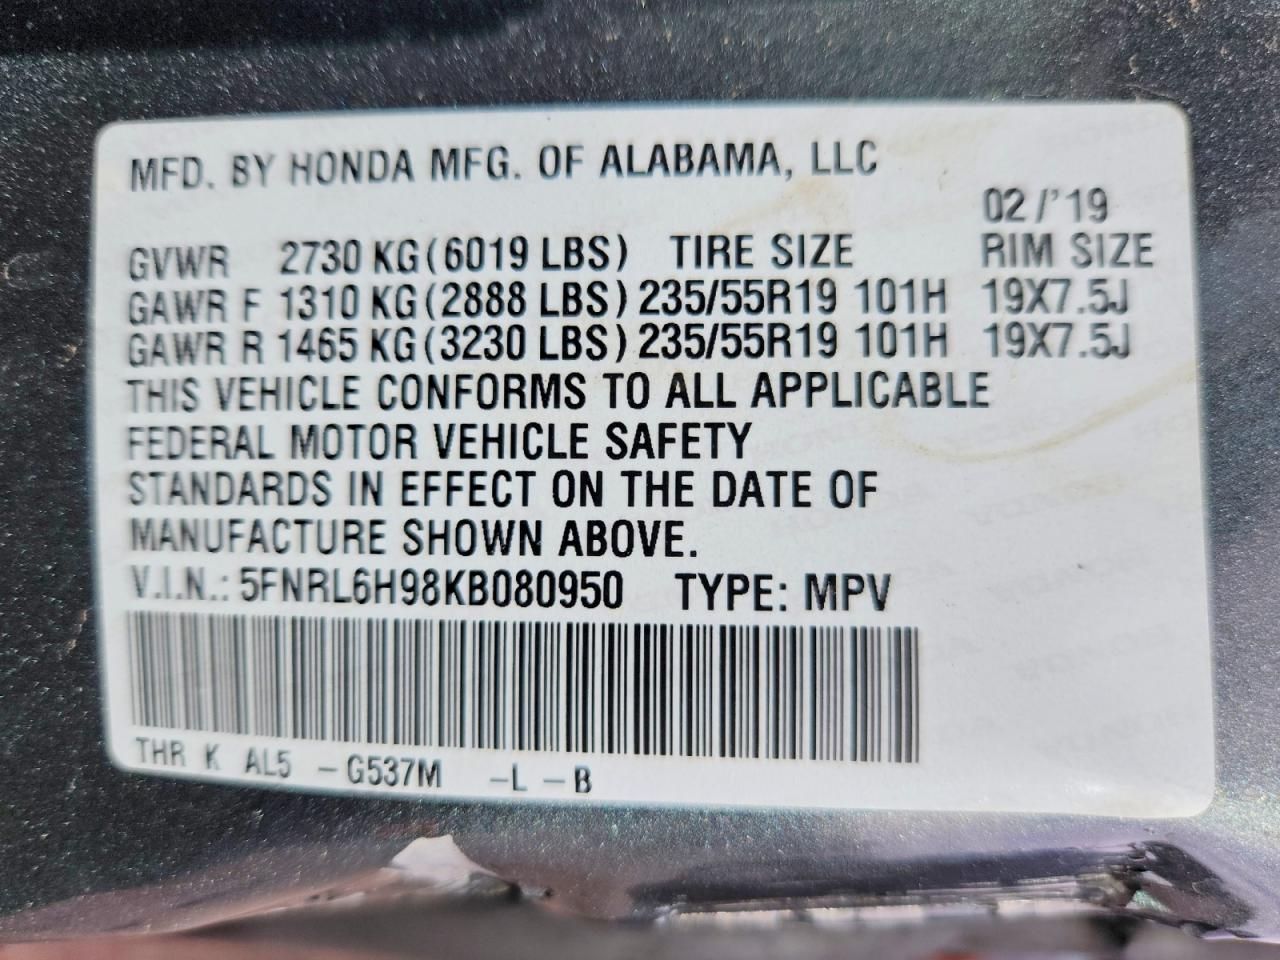 MFD. BY HONDA MFG. OF ALABAMA, LLC
02/'19
GVWR 2730 KG (6019 LBS) TIRE SIZE RIM SIZE
GAWR F 1310 KG (2888 LBS) 235/55R19 101H 19X7.5J
GAWR R 1465 KG (3230 LBS) 235/55R19 101H 19X7.5J
THIS VEHICLE CONFORMS TO ALL APPLICABLE
FEDERAL MOTOR VEHICLE SAFETY
STANDARDS IN EFFECT ON THE DATE OF
MANUFACTURE SHOWN ABOVE.
V.I.N.: 5FNRL6H98KB080950 TYPE: MPV
THR K AL5 -G537M -L -B